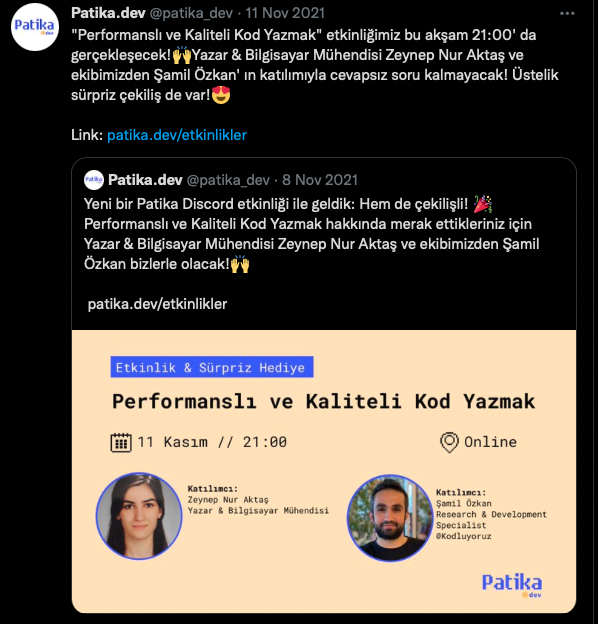 Patika.dev @patika_dev · 11 Nov 2021
"Performanslı ve Kaliteli Kod Yazmak" etkinliğimiz bu akşam 21:00' da
gerçekleşecek!🙌Yazar & Bilgisayar Mühendisi Zeynep Nur Aktaş ve
ekibimizden Şamil Özkan' ın katılımıyla cevapsız soru kalmayacak! Üstelik
sürpriz çekiliş de var!😍
Link: patika.dev/etkinlikler
Patika.dev @patika_dev · 8 Nov 2021
Yeni bir Patika Discord etkinliği ile geldik: Hem de çekilişli! 🎉
Performanslı ve Kaliteli Kod Yazmak hakkında merak ettikleriniz için
Yazar & Bilgisayar Mühendisi Zeynep Nur Aktaş ve ekibimizden Şamil
Özkan bizlerle olacak!🙌
patika.dev/etkinlikler
Etkinlik & Sürpriz Hediye
Performanslı ve Kaliteli Kod Yazmak
11 Kasım // 21:00
Online
Katılımcı:
Zeynep Nur Aktaş
Yazar & Bilgisayar Mühendisi
Katılımcı:
Şamil Özkan
Research & Development
Specialist
@Kodluyoruz
Patika
dev
Patika
dev
Patika